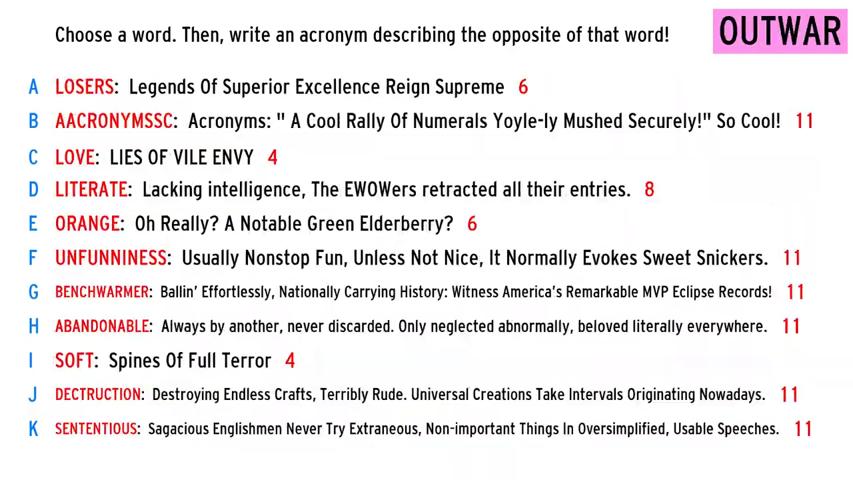 Choose a word. Then, write an acronym describing the opposite of that word!
OUTWAR
A LOSERS: Legends Of Superior Excellence Reign Supreme 6
B AACRONYMSSC: Acronyms: " A Cool Rally Of Numerals Yoyle-ly Mushed Securely!" So Cool! 11
C LOVE: LIES OF VILE ENVY 4
D LITERATE: Lacking intelligence, The EWOWers retracted all their entries. 8
E ORANGE: Oh Really? A Notable Green Elderberry? 6
F UNFUNNINESS: Usually Nonstop Fun, Unless Not Nice, It Normally Evokes Sweet Snickers. 11
G BENCHWARMER: Ballin' Effortlessly, Nationally Carrying History: Witness America's Remarkable MVP Eclipse Records! 11
H ABANDONABLE: Always by another, never discarded. Only neglected abnormally, beloved literally everywhere. 11
I SOFT: Spines Of Full Terror 4
J DECTRUCTION: Destroying Endless Crafts, Terribly Rude. Universal Creations Take Intervals Originating Nowadays. 11
K SENTENTIOUS: Sagacious Englishmen Never Try Extraneous, Non-important Things In Oversimplified, Usable Speeches. 11